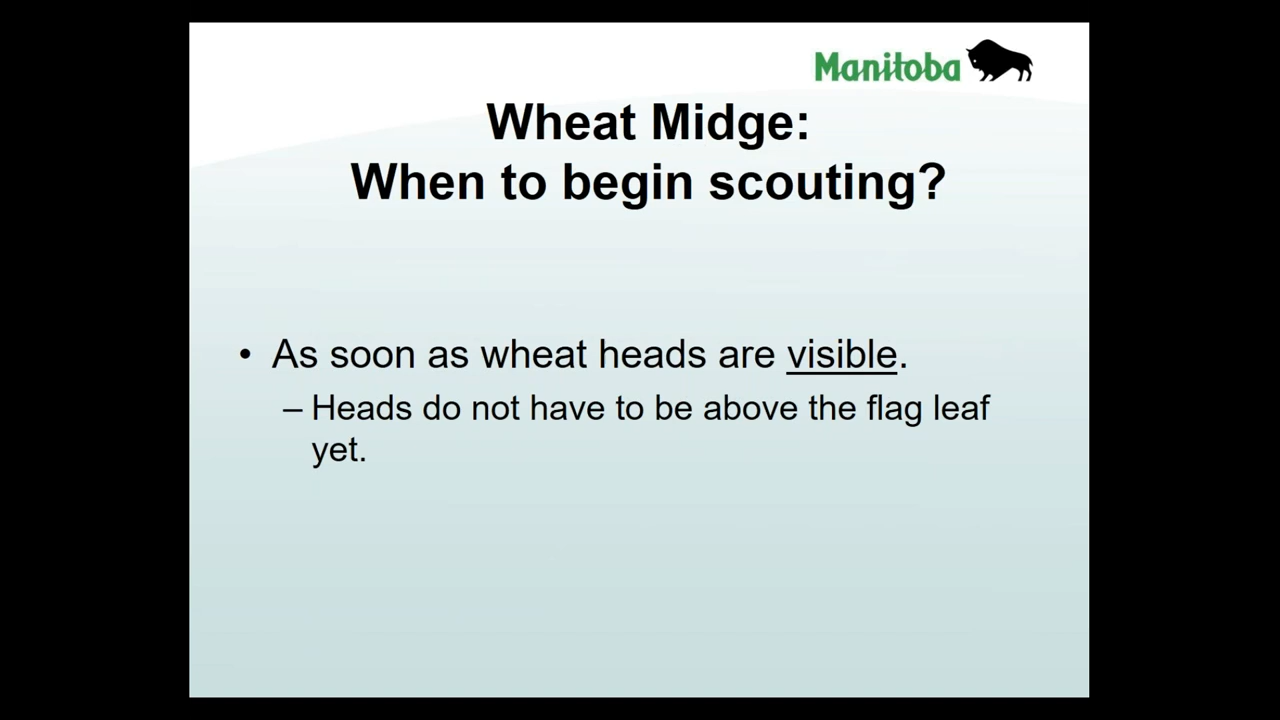 Manitoba
Wheat Midge:
When to begin scouting?
• As soon as wheat heads are visible.
– Heads do not have to be above the flag leaf
yet.